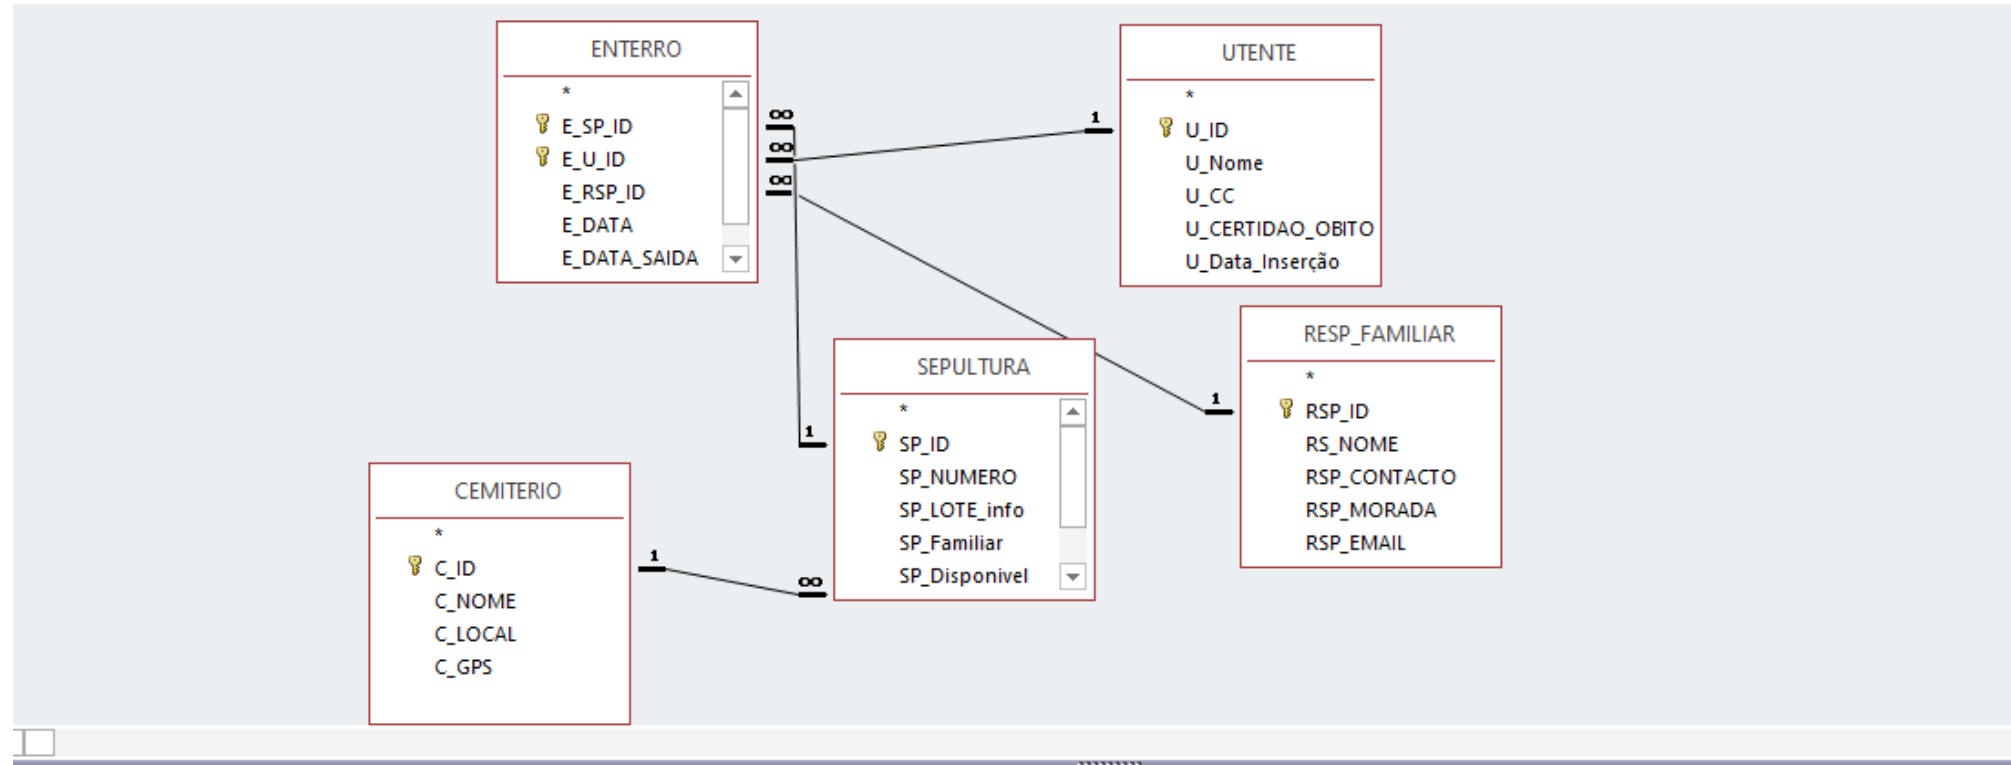 ENTERRO
*
E_SP_ID
E_U_ID
E_RSP_ID
E_DATA
E_DATA_SAIDA
∞
∞
∞
1
UTENTE
*
U_ID
U_Nome
U_CC
U_CERTIDAO_OBITO
U_Data_Inserção
1
RESP_FAMILIAR
*
RSP_ID
RS_NOME
RSP_CONTACTO
RSP_MORADA
RSP_EMAIL
1
SEPULTURA
*
SP_ID
SP_NUMERO
SP_LOTE_info
SP_Familiar
SP_Disponivel
∞
CEMITERIO
*
C_ID
C_NOME
C_LOCAL
C_GPS
1